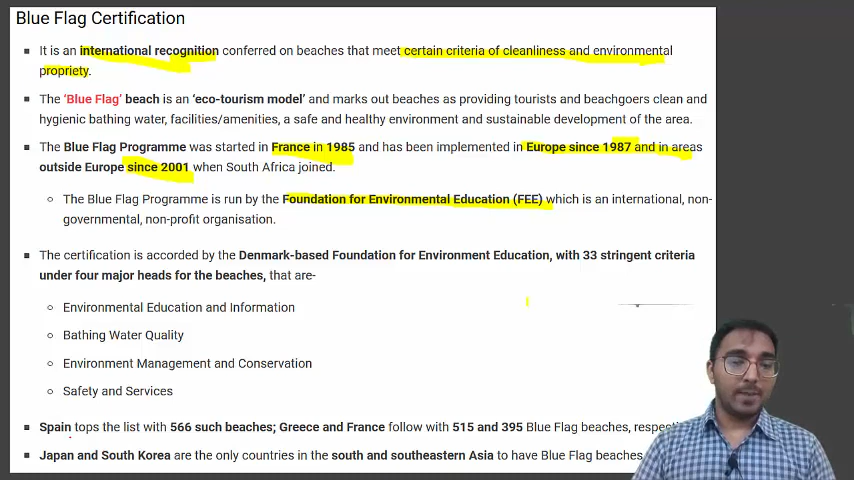 Blue Flag Certification
It is an international recognition conferred on beaches that meet certain criteria of cleanliness and environmental
propriety.
The 'Blue Flag' beach is an 'eco-tourism model' and marks out beaches as providing tourists and beachgoers clean and
hygienic bathing water, facilities/amenities, a safe and healthy environment and sustainable development of the area.
The Blue Flag Programme was started in France in 1985 and has been implemented in Europe since 1987 and in areas
outside Europe since 2001 when South Africa joined.
The Blue Flag Programme is run by the Foundation for Environmental Education (FEE) which is an international, non-
governmental, non-profit organisation.
The certification is accorded by the Denmark-based Foundation for Environment Education, with 33 stringent criteria
under four major heads for the beaches, that are-
Environmental Education and Information
Bathing Water Quality
Environment Management and Conservation
Safety and Services
Spain tops the list with 566 such beaches; Greece and France follow with 515 and 395 Blue Flag beaches,
Japan and South Korea are the only countries in the south and southeastern Asia to have Blue Flag beaches